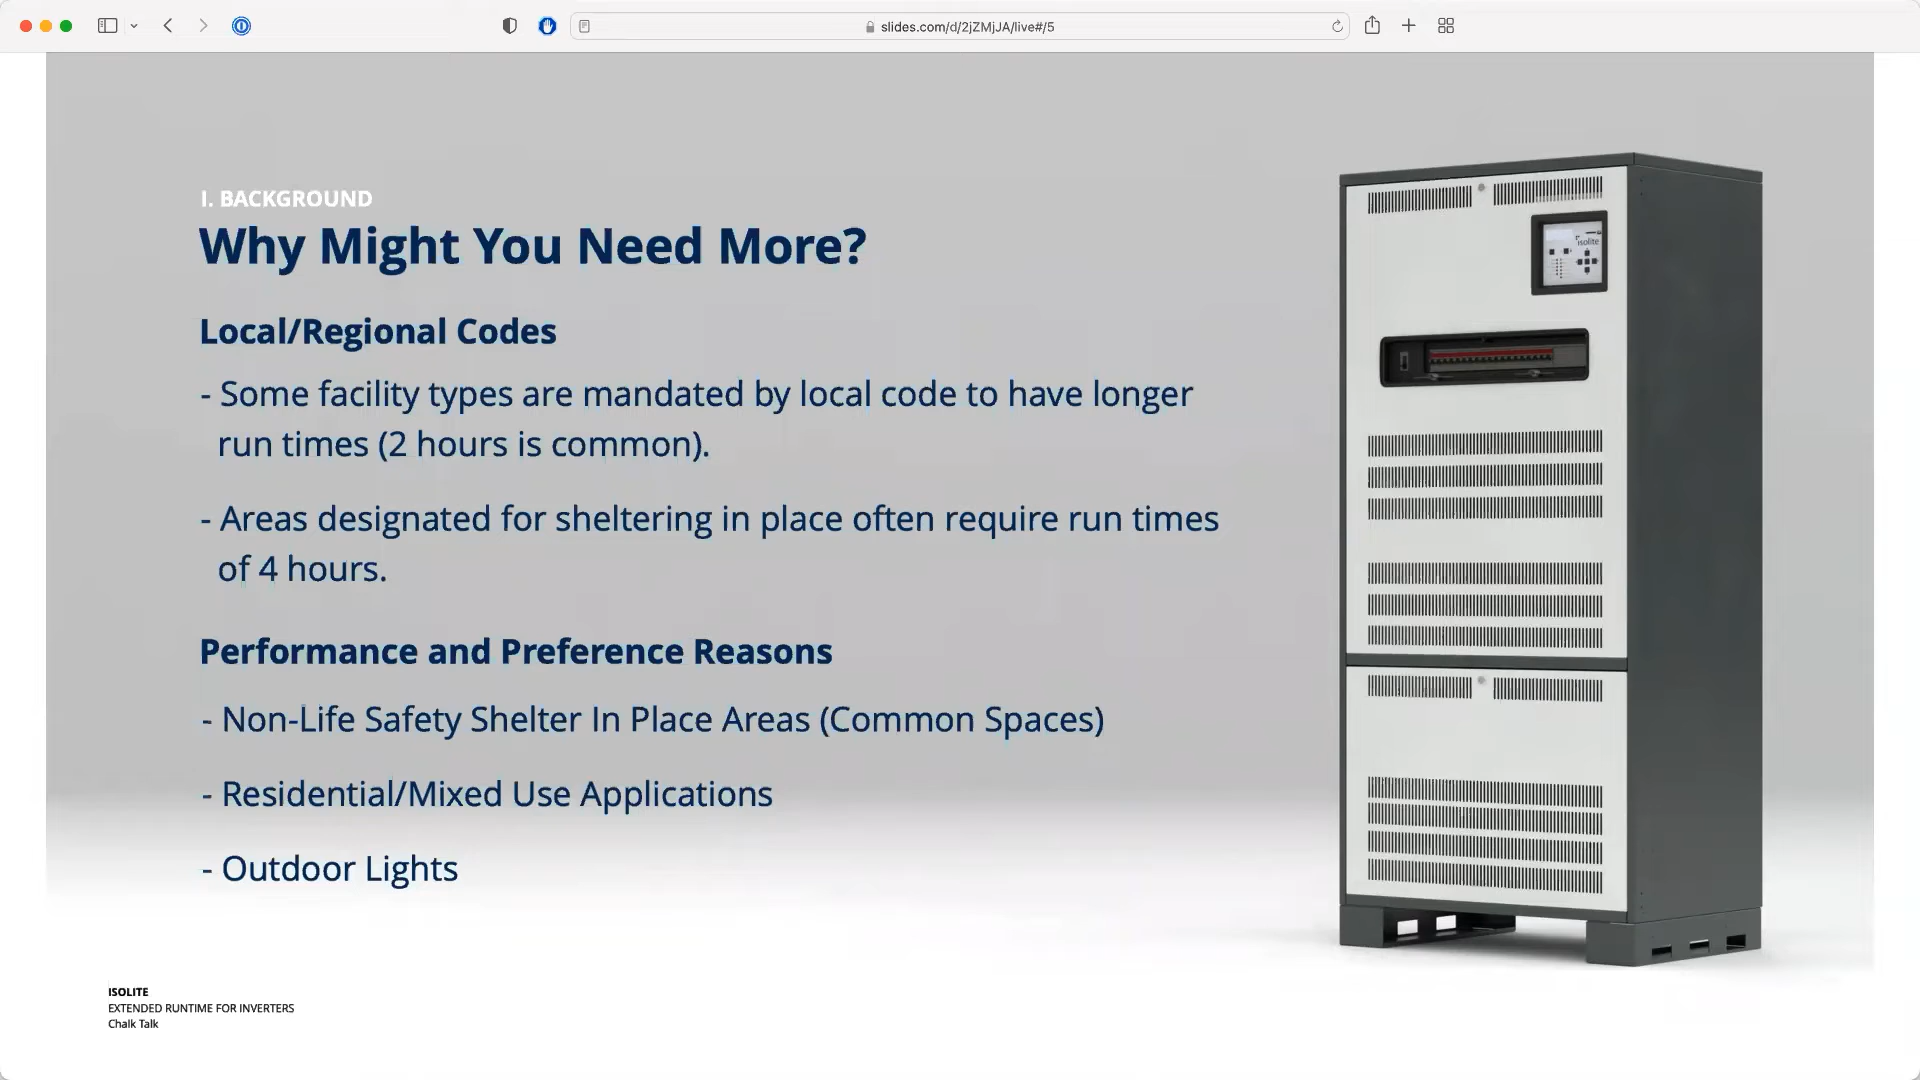 slides.com/d/2jZMjJA/live#/5
I. BACKGROUND
Why Might You Need More?
Local/Regional Codes
- Some facility types are mandated by local code to have longer
run times (2 hours is common).
- Areas designated for sheltering in place often require run times
of 4 hours.
Performance and Preference Reasons
- Non-Life Safety Shelter In Place Areas (Common Spaces)
- Residential/Mixed Use Applications
- Outdoor Lights
isolite
ISOLITE
EXTENDED RUNTIME FOR INVERTERS
Chalk Talk